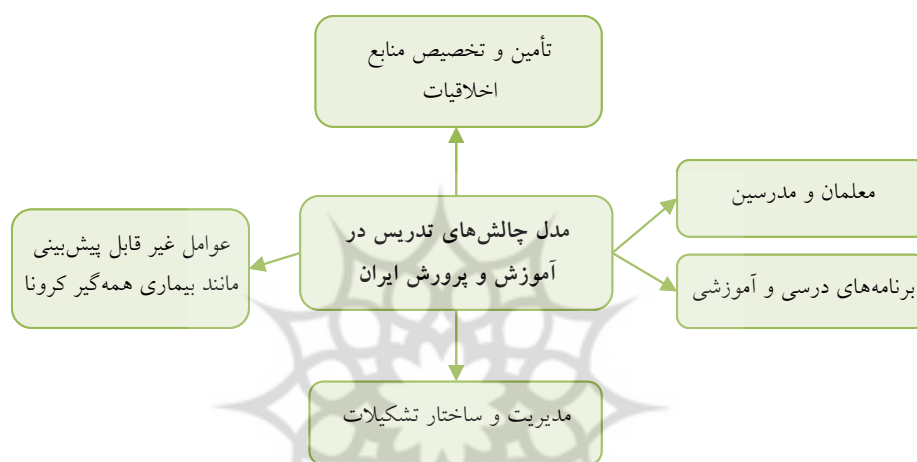 تأمین و تخصیص منابع
اخلاقیات
معلمان و مدرسین
مدل چالش‌های تدریس در
آموزش و پرورش ایران
عوامل غیر قابل پیش‌بینی
مانند بیماری همه‌گیر کرونا
برنامه‌های درسی و آموزشی
مدیریت و ساختار تشکیلات